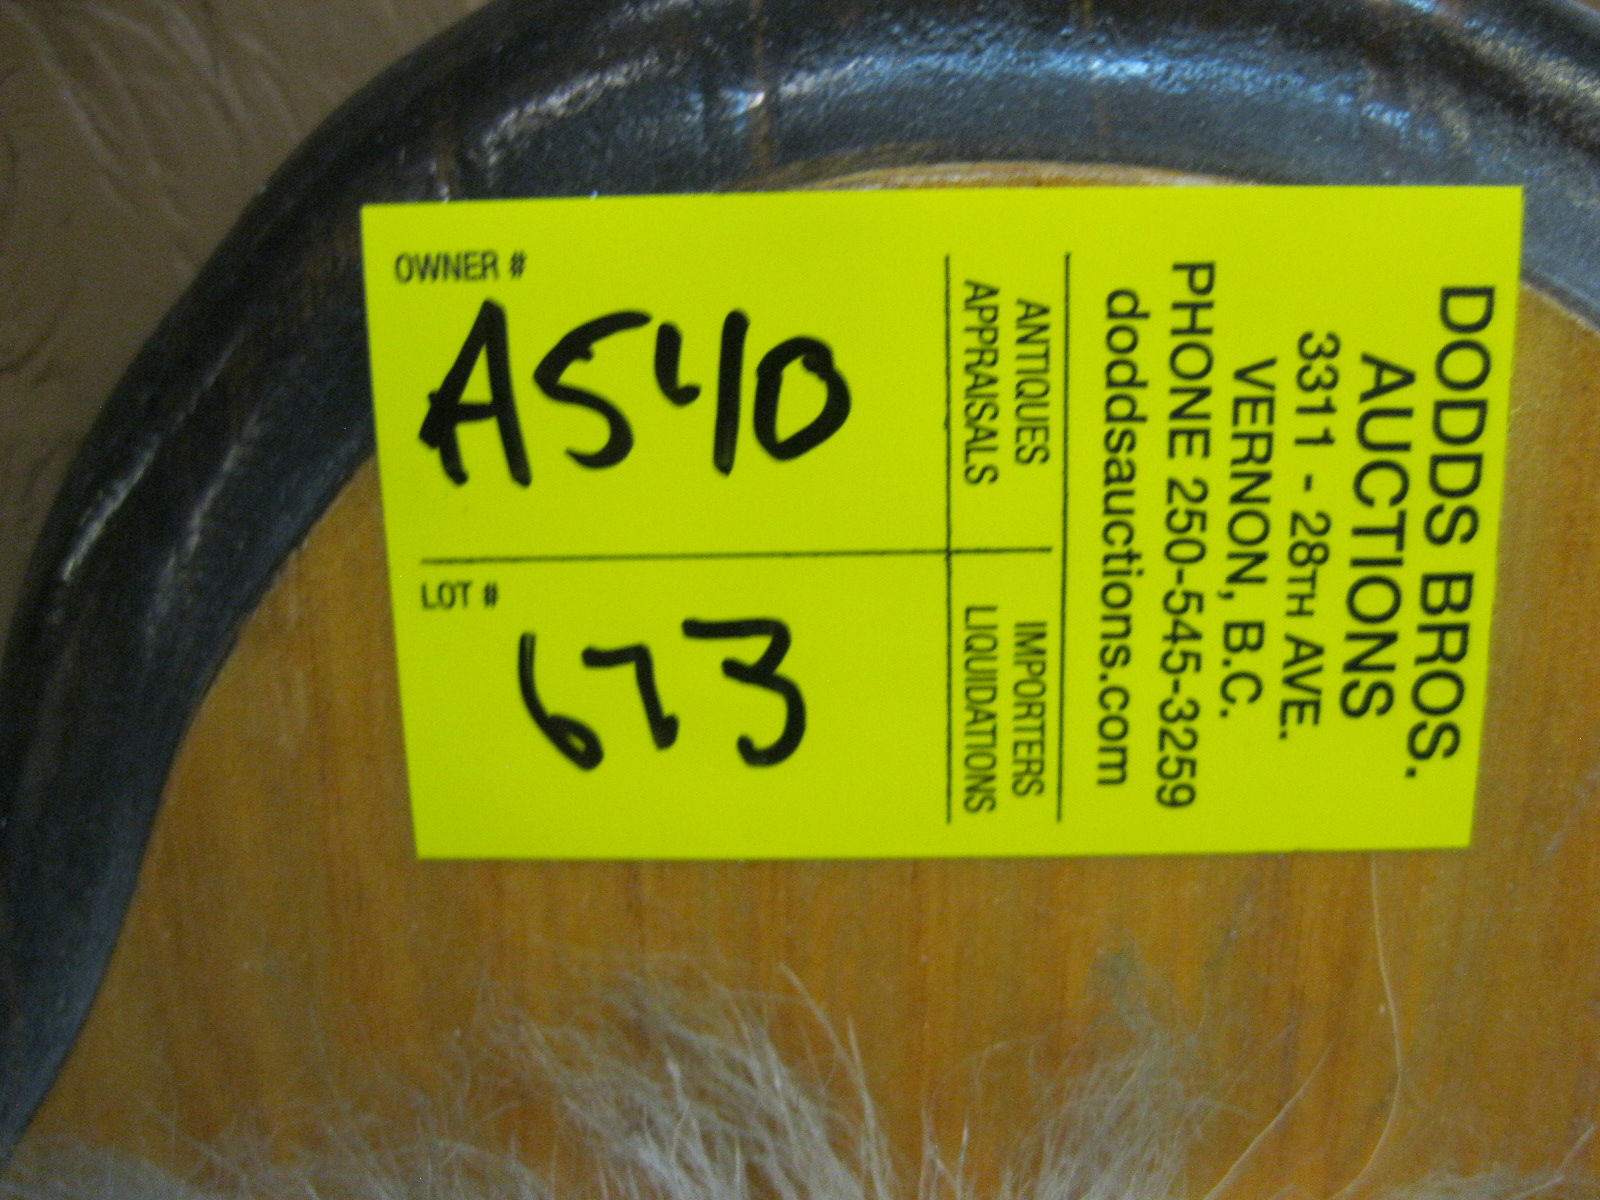 DODDS BROS.
AUCTIONS
3311 - 28TH AVE.
VERNON, B.C.
PHONE 250-545-3259
doddsauctions.com
ANTIQUES
APPRAISALS
IMPORTERS
LIQUIDATIONS
OWNER #
A540
LOT #
673